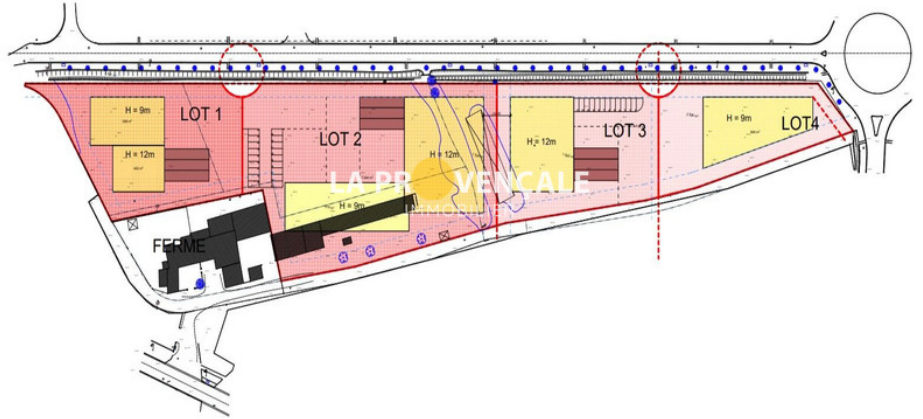 LOT 1
H = 9m
H = 12m
LOT 2
H = 12m
H = 9m
LOT 3
H = 12m
H = 9m
LOT4
LA PROVENCALE
IMMOBILIER
FERME